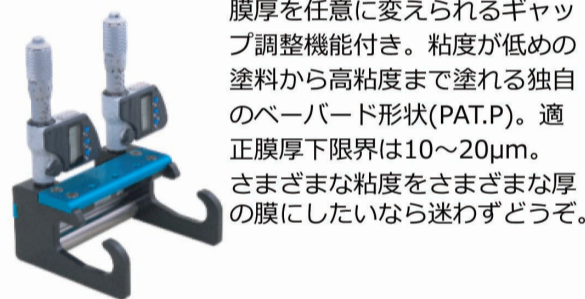 膜厚を任意に変えられるギャッ
プ調整機能付き。粘度が低めの
塗料から高粘度まで塗れる独自
のベーバード形状(PAT.P)。適
正膜厚下限界は10～20μm。
さまざまな粘度をさまざまな厚
の膜にしたいなら迷わずどうぞ。